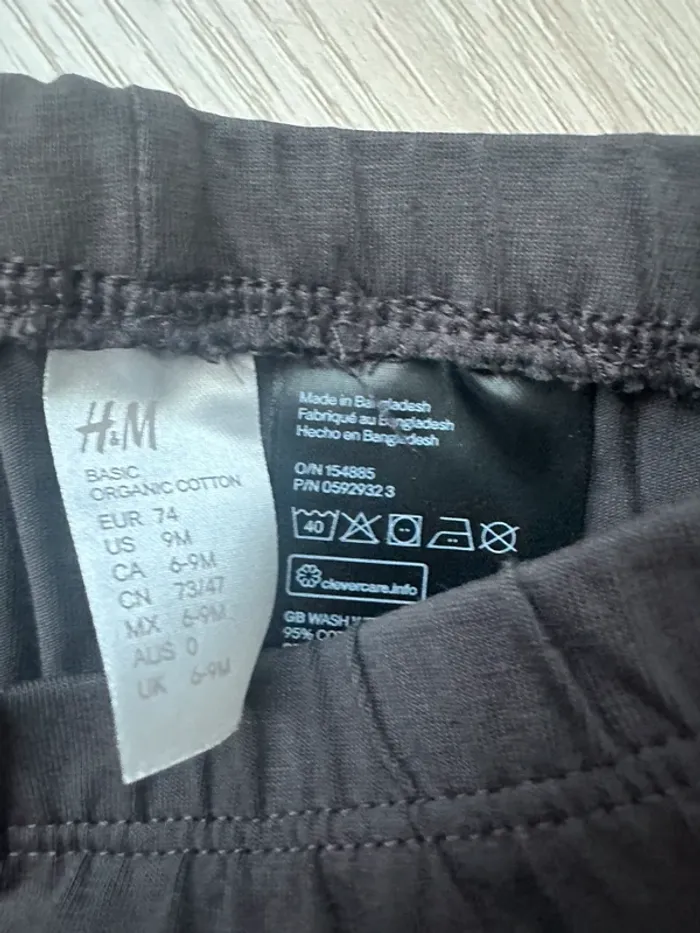 H&M
BASIC
ORGANIC COTTON
EUR 74
US 9M
CA 6-9M
CN 73/47
MX 6-9M
AUS 0
UK 6-9M
Made in Bangladesh
Fabriqué au Bangladesh
Hecho en Bangladesh
O/N 154885
P/N 0592932 3
40
clevercare.info
GB WASH
95%